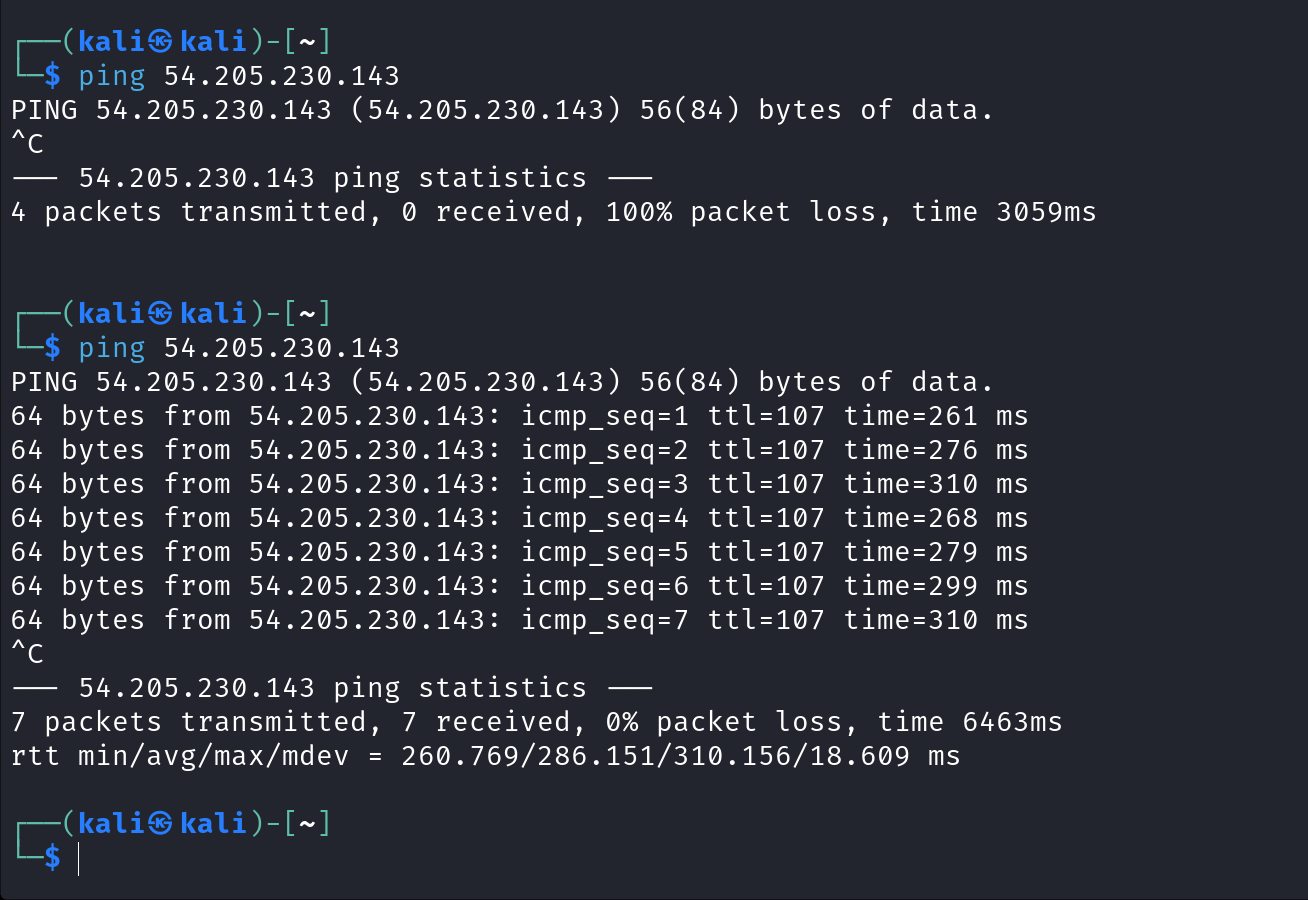 ┌──(kali㉿kali)-[~]
└─$ ping 54.205.230.143
PING 54.205.230.143 (54.205.230.143) 56(84) bytes of data.
^C
--- 54.205.230.143 ping statistics ---
4 packets transmitted, 0 received, 100% packet loss, time 3059ms
┌──(kali㉿kali)-[~]
└─$ ping 54.205.230.143
PING 54.205.230.143 (54.205.230.143) 56(84) bytes of data.
64 bytes from 54.205.230.143: icmp_seq=1 ttl=107 time=261 ms
64 bytes from 54.205.230.143: icmp_seq=2 ttl=107 time=276 ms
64 bytes from 54.205.230.143: icmp_seq=3 ttl=107 time=310 ms
64 bytes from 54.205.230.143: icmp_seq=4 ttl=107 time=268 ms
64 bytes from 54.205.230.143: icmp_seq=5 ttl=107 time=279 ms
64 bytes from 54.205.230.143: icmp_seq=6 ttl=107 time=299 ms
64 bytes from 54.205.230.143: icmp_seq=7 ttl=107 time=310 ms
^C
--- 54.205.230.143 ping statistics ---
7 packets transmitted, 7 received, 0% packet loss, time 6463ms
rtt min/avg/max/mdev = 260.769/286.151/310.156/18.609 ms
┌──(kali㉿kali)-[~]
└─$